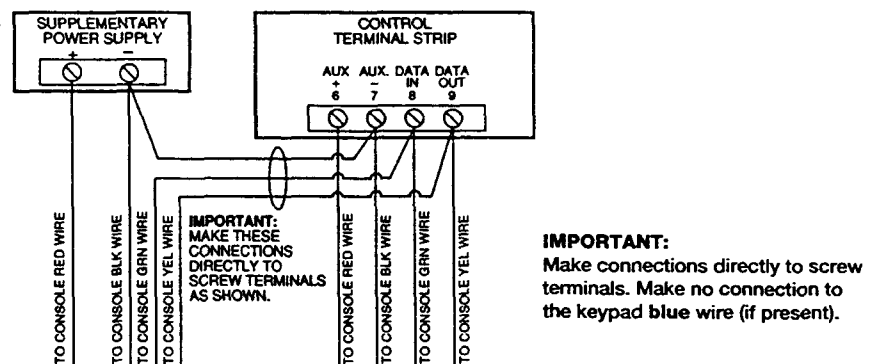 SUPPLEMENTARY
POWER SUPPLY
+ −
CONTROL
TERMINAL STRIP
AUX AUX. DATA DATA
+ − IN OUT
6 7 8 9
TO CONSOLE RED WIRE
TO CONSOLE BLK WIRE
TO CONSOLE GRN WIRE
TO CONSOLE YEL WIRE
IMPORTANT:
MAKE THESE
CONNECTIONS
DIRECTLY TO
SCREW TERMINALS
AS SHOWN.
TO CONSOLE RED WIRE
TO CONSOLE BLK WIRE
TO CONSOLE GRN WIRE
TO CONSOLE YEL WIRE
IMPORTANT:
Make connections directly to screw
terminals. Make no connection to
the keypad blue wire (if present).